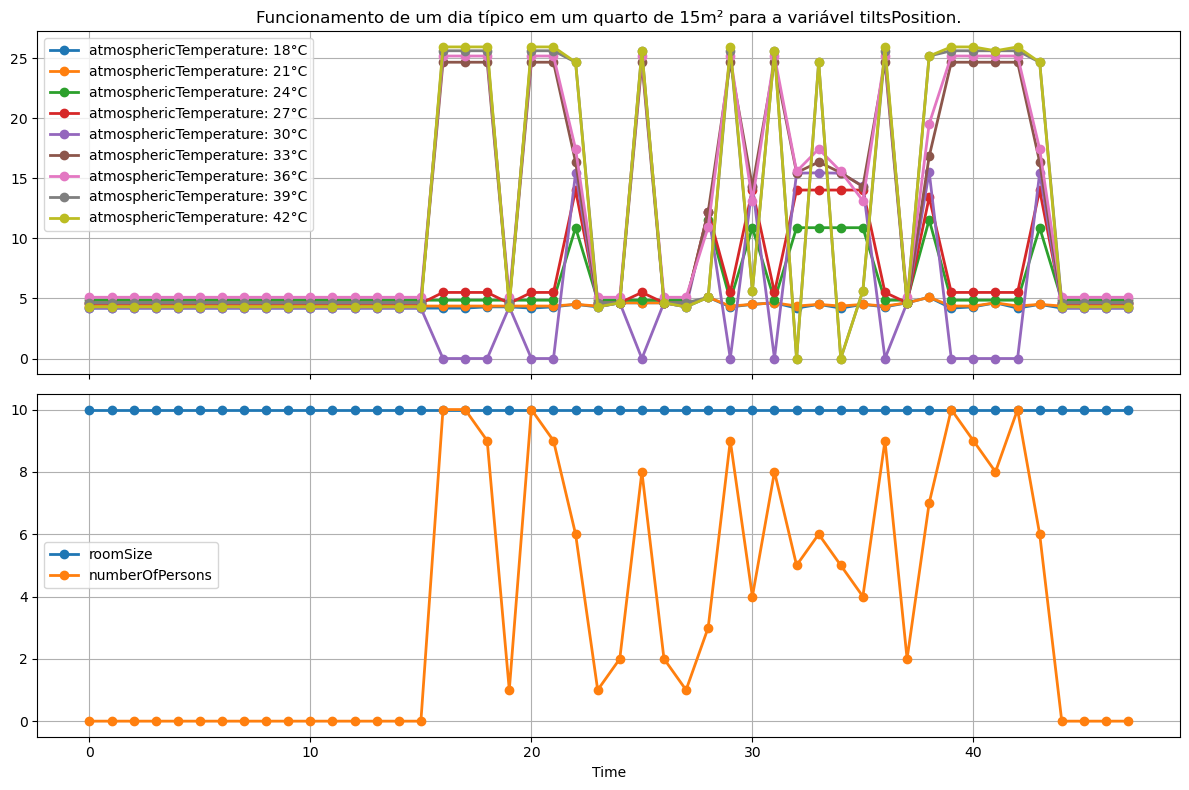 Funcionamento de um dia típico em um quarto de 15m² para a variável tiltsPosition.
25
20
15
10
5
0
atmosphericTemperature: 18°C
atmosphericTemperature: 21°C
atmosphericTemperature: 24°C
atmosphericTemperature: 27°C
atmosphericTemperature: 30°C
atmosphericTemperature: 33°C
atmosphericTemperature: 36°C
atmosphericTemperature: 39°C
atmosphericTemperature: 42°C
10
8
6
4
2
0
roomSize
numberOfPersons
0 10 20 30 40
Time